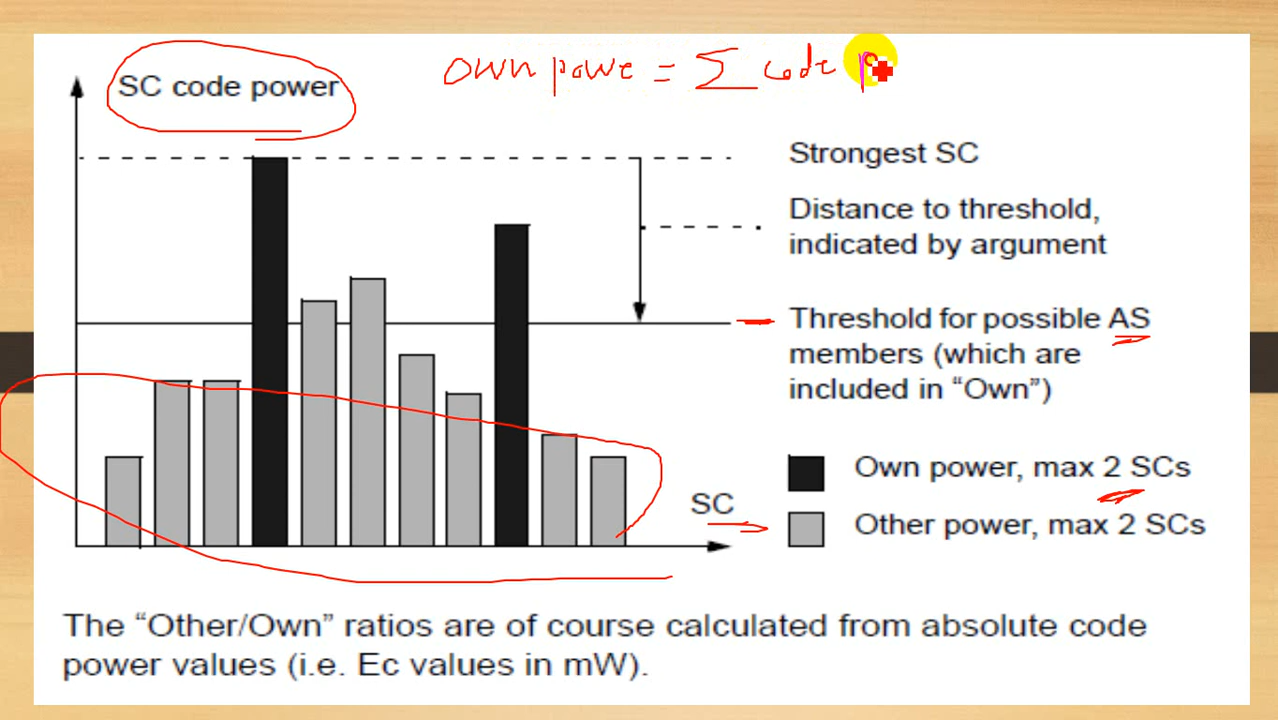 own powe = Σ code p
SC code power
Strongest SC
Distance to threshold,
indicated by argument
Threshold for possible AS
members (which are
included in “Own”)
Own power, max 2 SCs
SC
Other power, max 2 SCs
The “Other/Own” ratios are of course calculated from absolute code
power values (i.e. Ec values in mW).